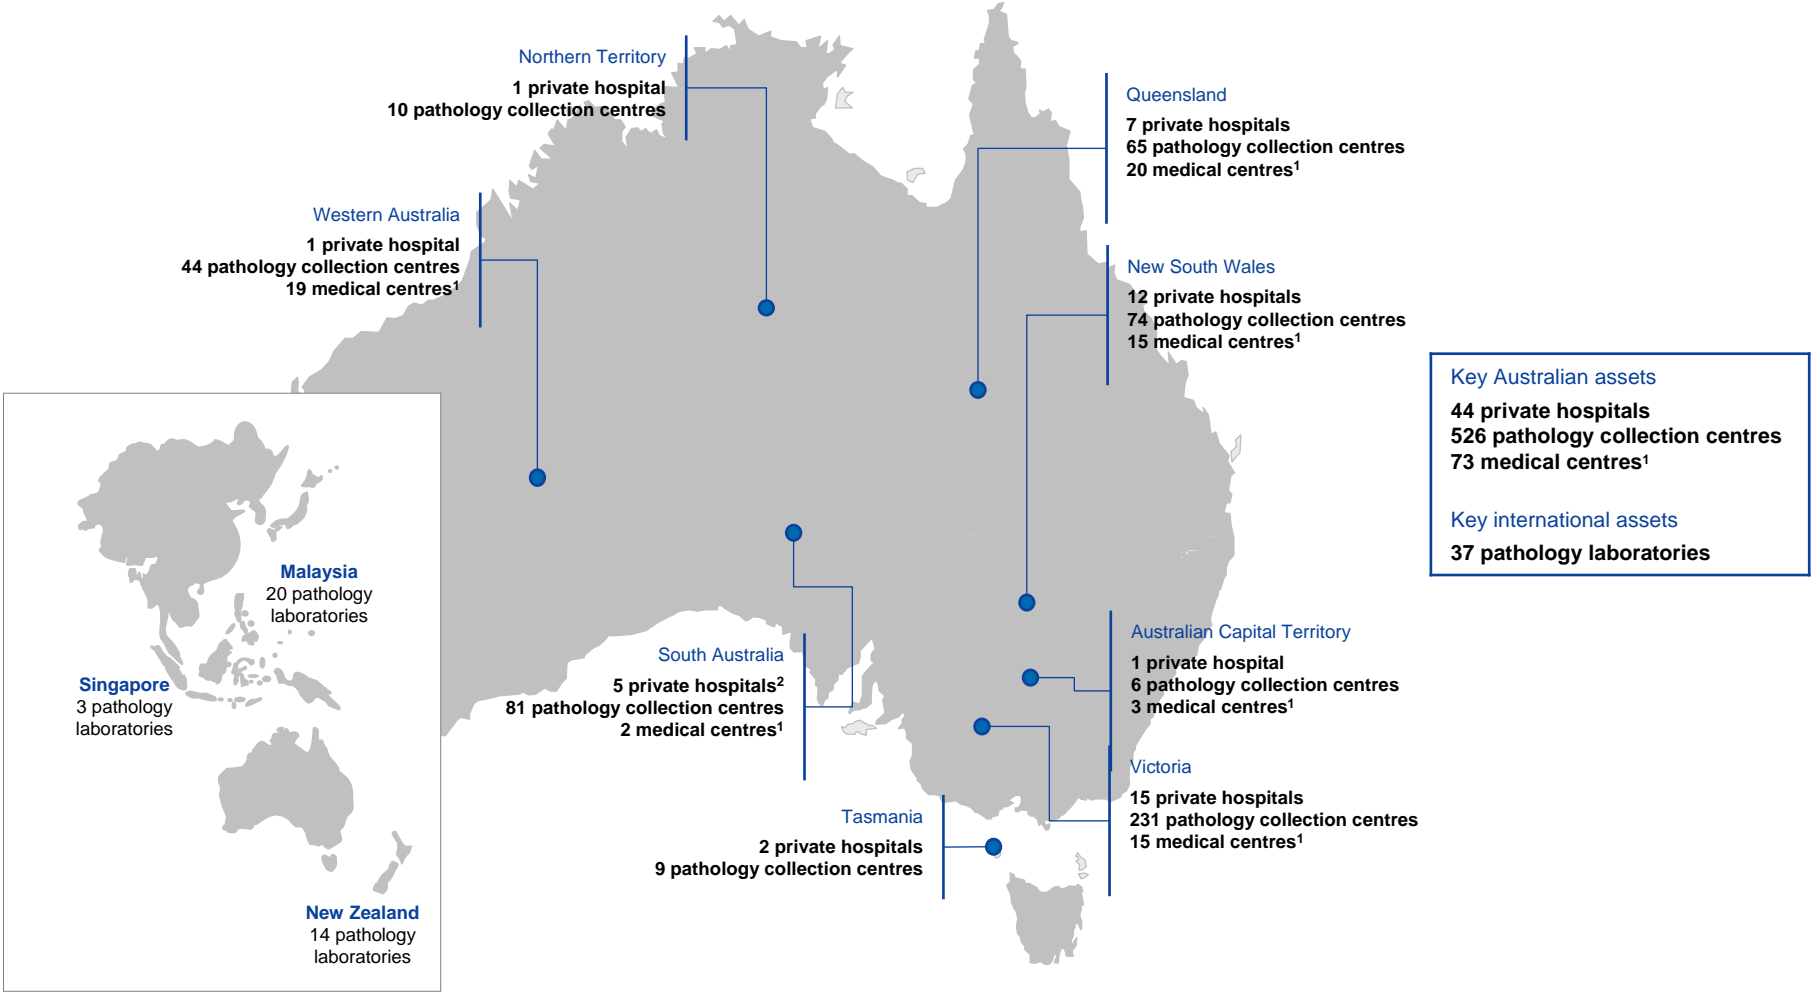 Northern Territory
1 private hospital
10 pathology collection centres
Queensland
7 private hospitals
65 pathology collection centres
20 medical centres¹
Western Australia
1 private hospital
44 pathology collection centres
19 medical centres¹
New South Wales
12 private hospitals
74 pathology collection centres
15 medical centres¹
Key Australian assets
44 private hospitals
526 pathology collection centres
73 medical centres¹
Key international assets
37 pathology laboratories
Malaysia
20 pathology
laboratories
Singapore
3 pathology
laboratories
New Zealand
14 pathology
laboratories
South Australia
5 private hospitals²
81 pathology collection centres
2 medical centres¹
Australian Capital Territory
1 private hospital
6 pathology collection centres
3 medical centres¹
Victoria
15 private hospitals
231 pathology collection centres
15 medical centres¹
Tasmania
2 private hospitals
9 pathology collection centres